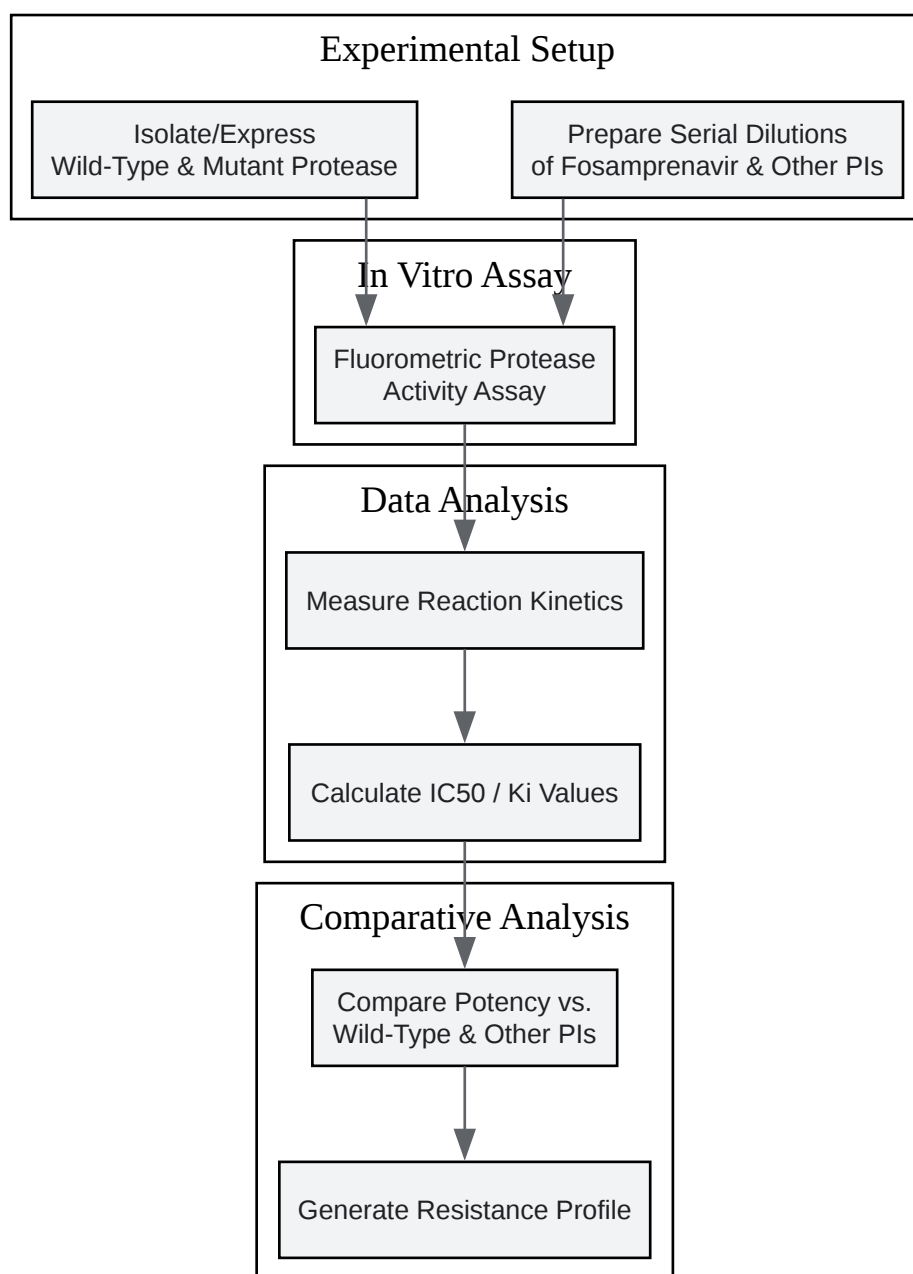 Experimental Setup
Isolate/Express
Wild-Type & Mutant Protease
Prepare Serial Dilutions
of Fosamprenavir & Other PIs
In Vitro Assay
Fluorometric Protease
Activity Assay
Data Analysis
Measure Reaction Kinetics
Calculate IC50 / Ki Values
Comparative Analysis
Compare Potency vs.
Wild-Type & Other PIs
Generate Resistance Profile